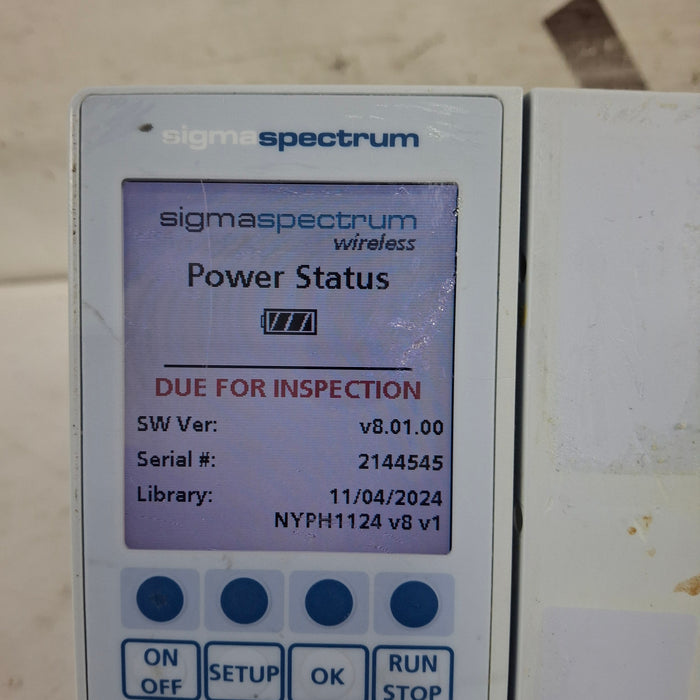 sigmaspectrum
sigmaspectrum
wireless
Power Status
DUE FOR INSPECTION
SW Ver: v8.01.00
Serial #: 2144545
Library: 11/04/2024
NYPH1124 v8 v1
ON OFF SETUP OK RUN STOP